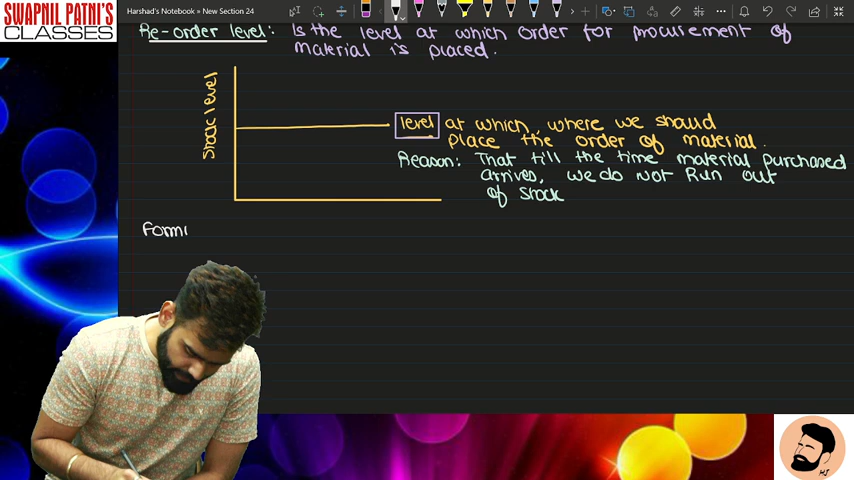 SWAPNIL PATNI'S
CLASSES
Harshad's Notebook » New Section 24
Re-order level: Is the level at which order for procurement of
material is placed.
Stock level
level at which, where we should
place the order of material.
Reason: That till the time material purchased
arrives, we do not Run out
of stock
Formu
HJ